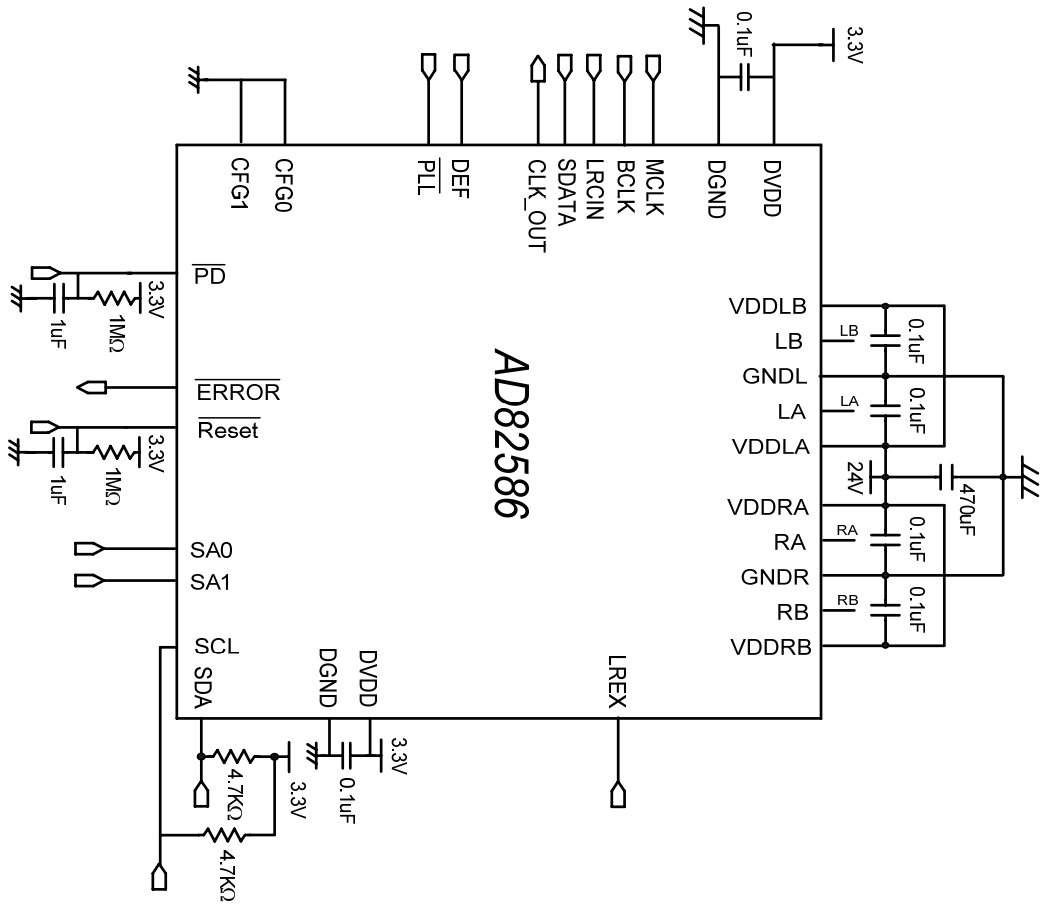 0.1uF
3.3V
CFG1
CFG0
PLL
DEF
CLK_OUT
SDATA
LRCIN
BCLK
MCLK
DGND
DVDD
PD
3.3V
1MΩ
1uF
ERROR
Reset
3.3V
1MΩ
1uF
SA0
SA1
SCL
SDA
AD82586
VDDLB
LB
GNDL
LA
VDDLA
VDDRA
RA
GNDR
RB
VDDRB
LB
LA
RA
RB
0.1uF
0.1uF
24V
470uF
0.1uF
0.1uF
DGND
DVDD
LREX
3.3V
0.1uF
3.3V
4.7KΩ
4.7KΩ